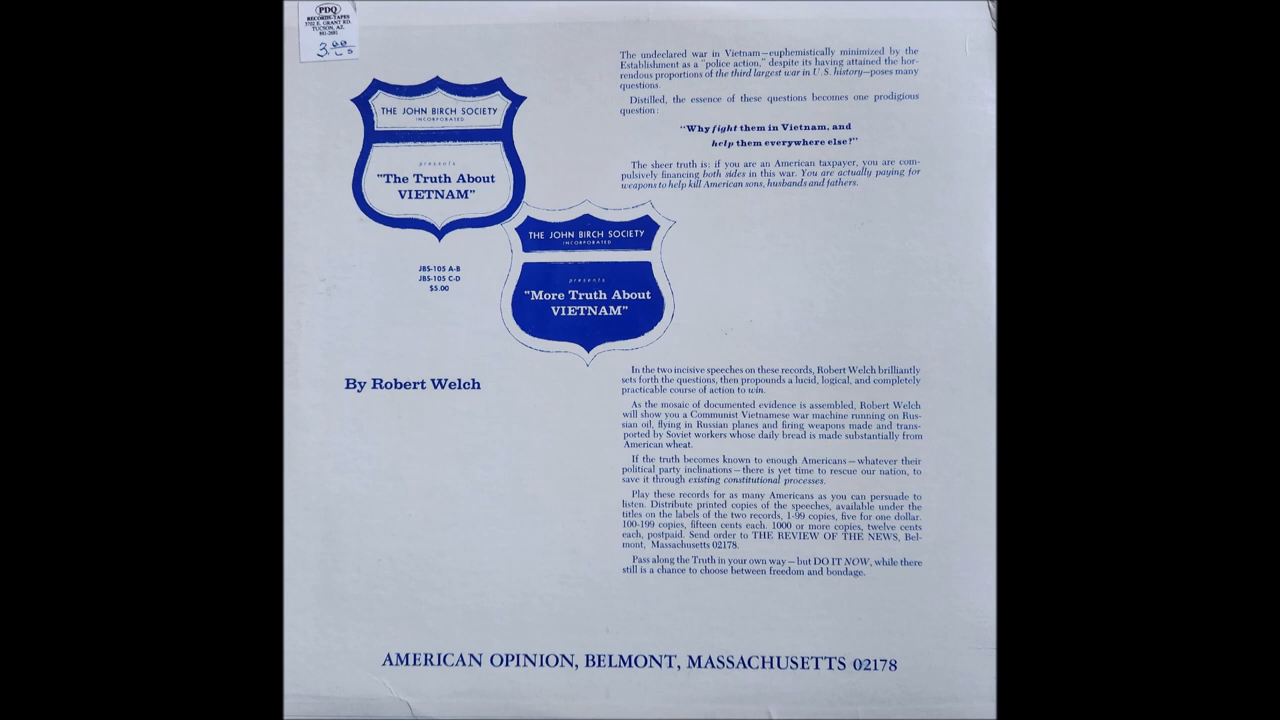 PDQ
RECORDS-TAPES
TUCSON, AZ.
THE JOHN BIRCH SOCIETY
INCORPORATED
presents
"The Truth About
VIETNAM"
THE JOHN BIRCH SOCIETY
INCORPORATED
presents
"More Truth About
VIETNAM"
JBS-105 A-B
JBS-105 C-D
$5.00
By Robert Welch
The undeclared war in Vietnam—euphemistically minimized by the
Establishment as a "police action," despite its having attained the hor-
rendous proportions of the third largest war in U.S. history—poses many
questions.
Distilled, the essence of these questions becomes one prodigious
question:
"Why fight them in Vietnam, and
help them everywhere else?"
The sheer truth is: if you are an American taxpayer, you are com-
pulsively financing both sides in this war. You are actually paying for
weapons to help kill American sons, husbands and fathers.
In the two incisive speeches on these records, Robert Welch brilliantly
sets forth the questions, then propounds a lucid, logical, and completely
practicable course of action to win.
As the mosaic of documented evidence is assembled, Robert Welch
will show you a Communist Vietnamese war machine running on Rus-
sian oil, flying in Russian planes and firing weapons made and trans-
ported by Soviet workers whose daily bread is made substantially from
American wheat.
If the truth becomes known to enough Americans—whatever their
political party inclinations—there is yet time to rescue our nation, to
save it through existing constitutional processes.
Play these records for as many Americans as you can persuade to
listen. Distribute printed copies of the speeches, available under the
titles on the labels of the two records, 1-99 copies, five for one dollar.
100-199 copies, fifteen cents each. 1000 or more copies, twelve cents
each, postpaid. Send order to THE REVIEW OF THE NEWS, Bel-
mont, Massachusetts 02178.
Pass along the Truth in your own way—but DO IT NOW, while there
still is a chance to choose between freedom and bondage.
AMERICAN OPINION, BELMONT, MASSACHUSETTS 02178